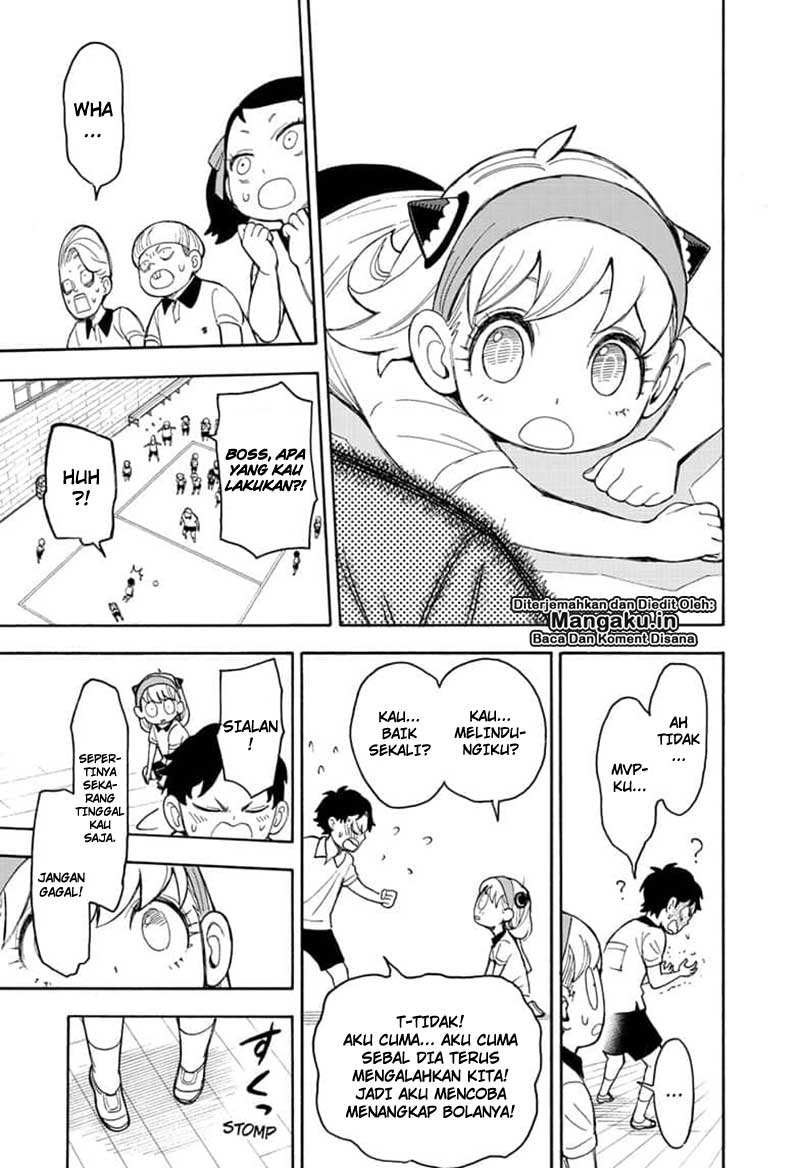 WHA
...
BOSS, APA
YANG KAU
LAKUKAN?!
HUH
?!
Diterjemahkan dan Diedit Oleh:
Mangaku.in
Baca Dan Koment Disana
AH
TIDAK
...
MVP-
KU...
?
?
...
KAU...
MELINDU-
NGIKU?
KAU...
BAIK
SEKALI?
T-TIDAK!
AKU CUMA... AKU CUMA
SEBAL DIA TERUS
MENGALAHKAN KITA!
JADI AKU MENCOBA
MENANGKAP BOLANYA!
SIALAN
!
SEPER-
TINYA
SEKA-
RANG
TINGGAL
KAU
SAJA.
JANGAN
GAGAL!
すくっ
STOMP